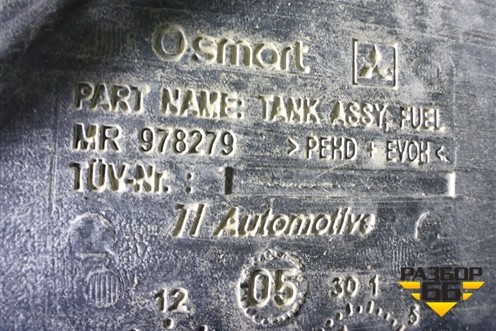 smart
PART NAME: TANK ASSY, FUEL
MR 978279 >PEHD + EVOH<
TÜV-Nr. :
TI Automotive
12 05 30 1 5
РАЗБОР
66